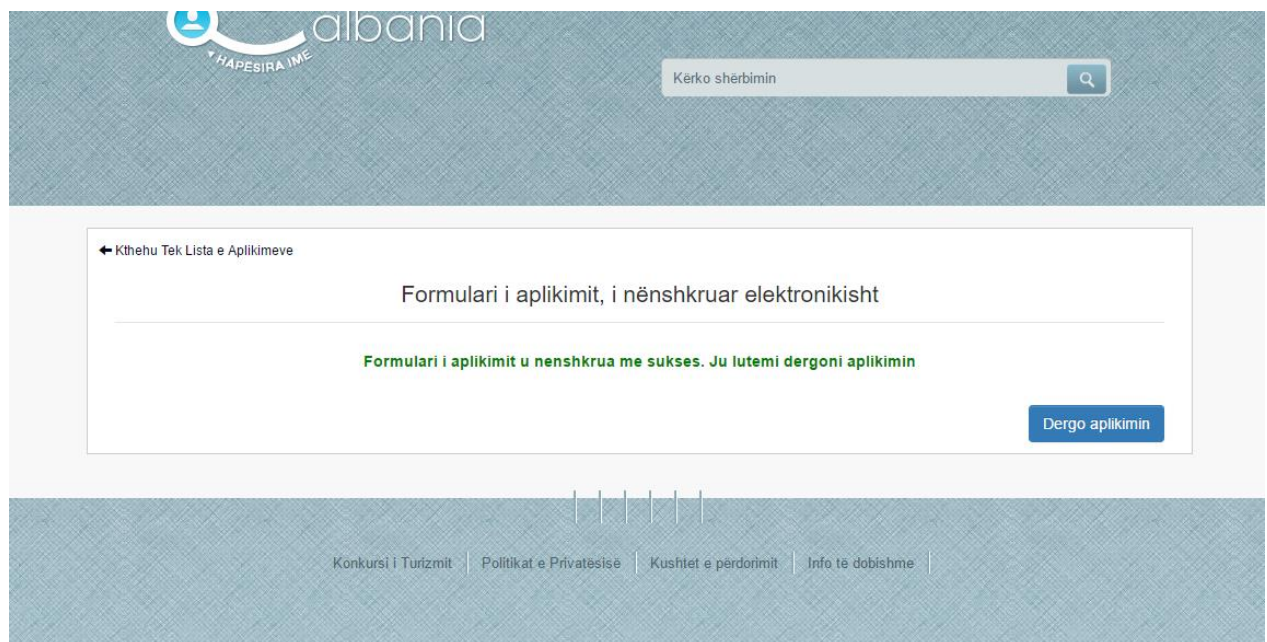 albania
HAPËSIRA IME
Kërko shërbimin
Kthehu Tek Lista e Aplikimeve
Formulari i aplikimit, i nënshkruar elektronikisht
Formulari i aplikimit u nenshkrua me sukses. Ju lutemi dergoni aplikimin
Dergo aplikimin
Konkursi i Turizmit Politikat e Privatësisë Kushtet e përdorimit Info të dobishme